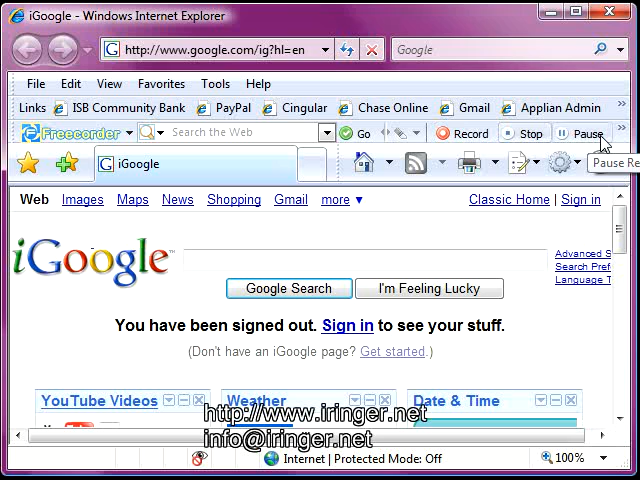 iGoogle - Windows Internet Explorer
http://www.google.com/ig?hl=en
Google
File Edit View Favorites Tools Help
Links ISB Community Bank PayPal Cingular Chase Online Gmail Applian Admin
Freecorder Search the Web Go Record Stop Pause
iGoogle
Pause Re
Web Images Maps News Shopping Gmail more Classic Home | Sign in
iGoogle™
Advanced S
Search Pref
Language T
Google Search I'm Feeling Lucky
You have been signed out. Sign in to see your stuff.
(Don't have an iGoogle page? Get started.)
YouTube Videos Weather Date & Time
http://www.iringer.net
info@iringer.net
Internet | Protected Mode: Off 100%